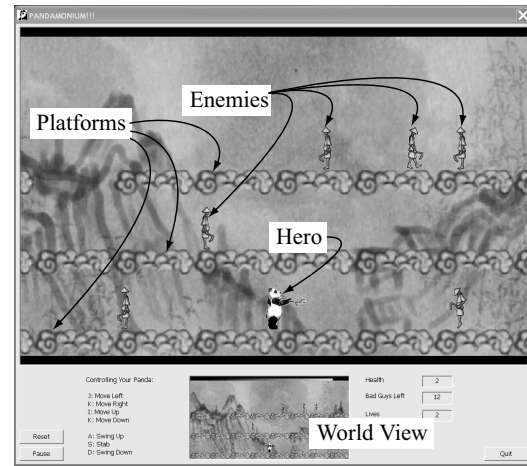 PANDAMONIUM!!!
Enemies
Platforms
Hero
Controlling Your Panda:
J: Move Left
K: Move Right
I: Move Up
K: Move Down
A: Swing Up
S: Stab
D: Swing Down
Reset
Pause
World View
Health 2
Bad Guys Left 12
Lives 2
Quit